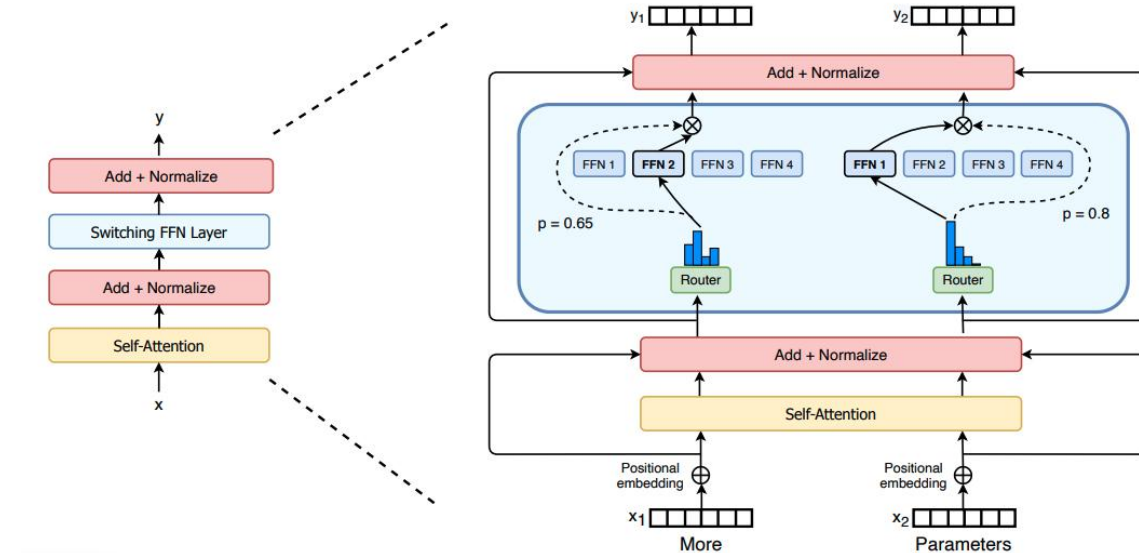 y
Add + Normalize
Switching FFN Layer
Add + Normalize
Self-Attention
x
y1 y2
Add + Normalize
FFN 1 FFN 2 FFN 3 FFN 4 FFN 1 FFN 2 FFN 3 FFN 4
p = 0.65 p = 0.8
Router Router
Add + Normalize
Self-Attention
Positional embedding Positional embedding
x1 x2
More Parameters